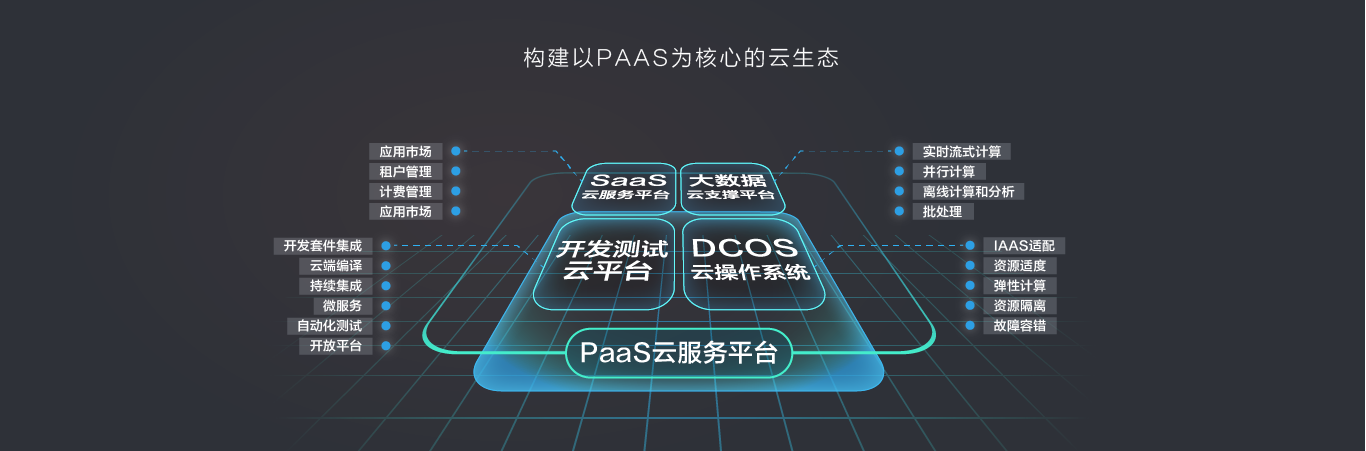 构建以PAAS为核心的云生态
应用市场
租户管理
计费管理
应用市场
SaaS
云服务平台
大数据
云支撑平台
实时流式计算
并行计算
离线计算和分析
批处理
开发套件集成
云端编译
持续集成
微服务
自动化测试
开放平台
开发测试
云平台
DCOS
云操作系统
IAAS适配
资源适度
弹性计算
资源隔离
故障容错
PaaS云服务平台